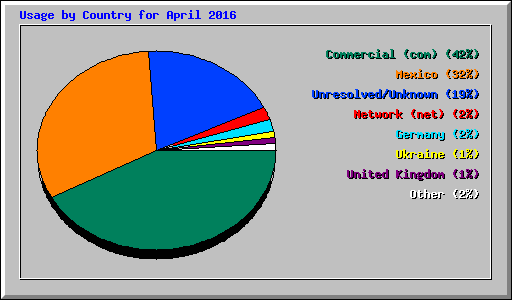 Usage by Country for April 2016
Commercial (com) (42%)
Mexico (32%)
Unresolved/Unknown (19%)
Network (net) (2%)
Germany (2%)
Ukraine (1%)
United Kingdom (1%)
Other (2%)